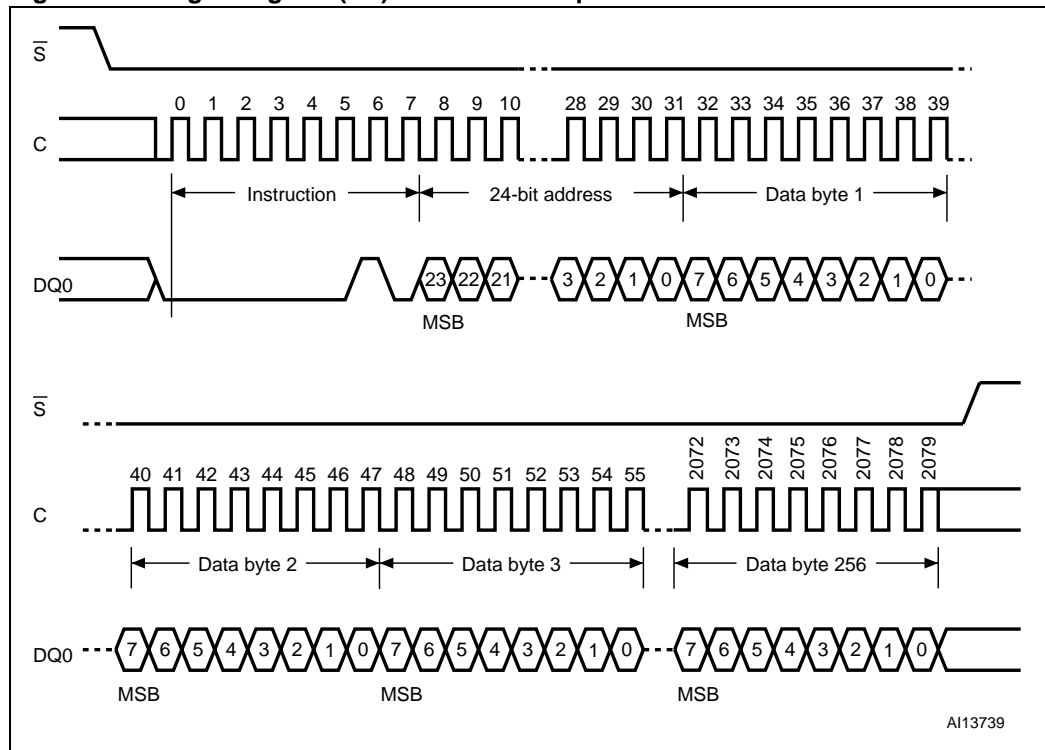 S
0 1 2 3 4 5 6 7 8 9 10 28 29 30 31 32 33 34 35 36 37 38 39
C
Instruction 24-bit address Data byte 1
DQ0 23 22 21 3 2 1 0 7 6 5 4 3 2 1 0
MSB MSB
S
40 41 42 43 44 45 46 47 48 49 50 51 52 53 54 55 2072 2073 2074 2075 2076 2077 2078 2079
C
Data byte 2 Data byte 3 Data byte 256
DQ0 7 6 5 4 3 2 1 0 7 6 5 4 3 2 1 0 7 6 5 4 3 2 1 0
MSB MSB MSB
AI13739